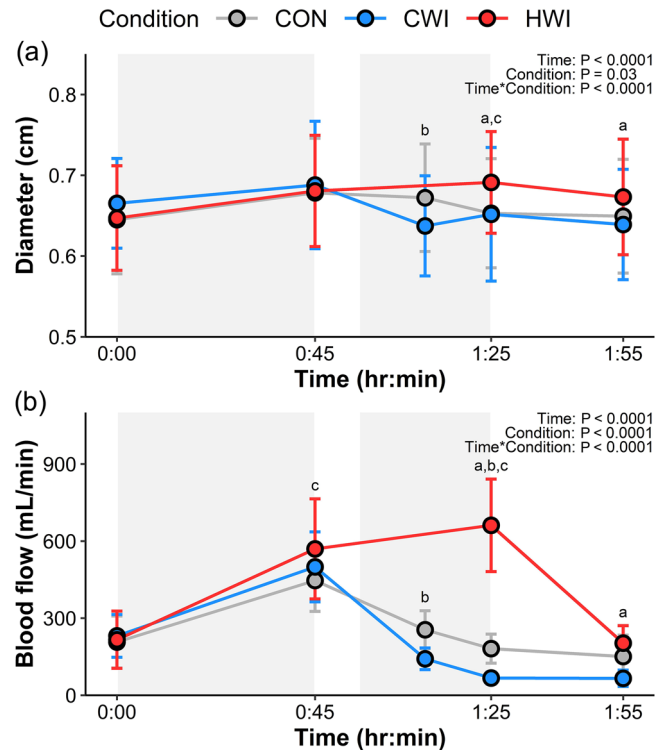 Condition CON CWI HWI
(a)
Time: P < 0.0001
Condition: P = 0.03
Time*Condition: P < 0.0001
0.8
0.7
0.6
0.5
Diameter (cm)
b
a,c
a
0:00 0:45 1:25 1:55
Time (hr:min)
(b)
Time: P < 0.0001
Condition: P < 0.0001
Time*Condition: P < 0.0001
900
600
300
0
Blood flow (mL/min)
c
b
a,b,c
a
0:00 0:45 1:25 1:55
Time (hr:min)